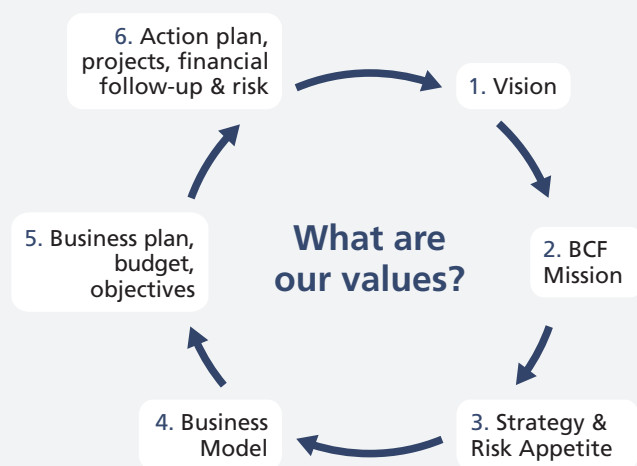 6. Action plan,
projects, financial
follow-up & risk
1. Vision
2. BCF
Mission
3. Strategy &
Risk Appetite
4. Business
Model
5. Business plan,
budget,
objectives
What are
our values?